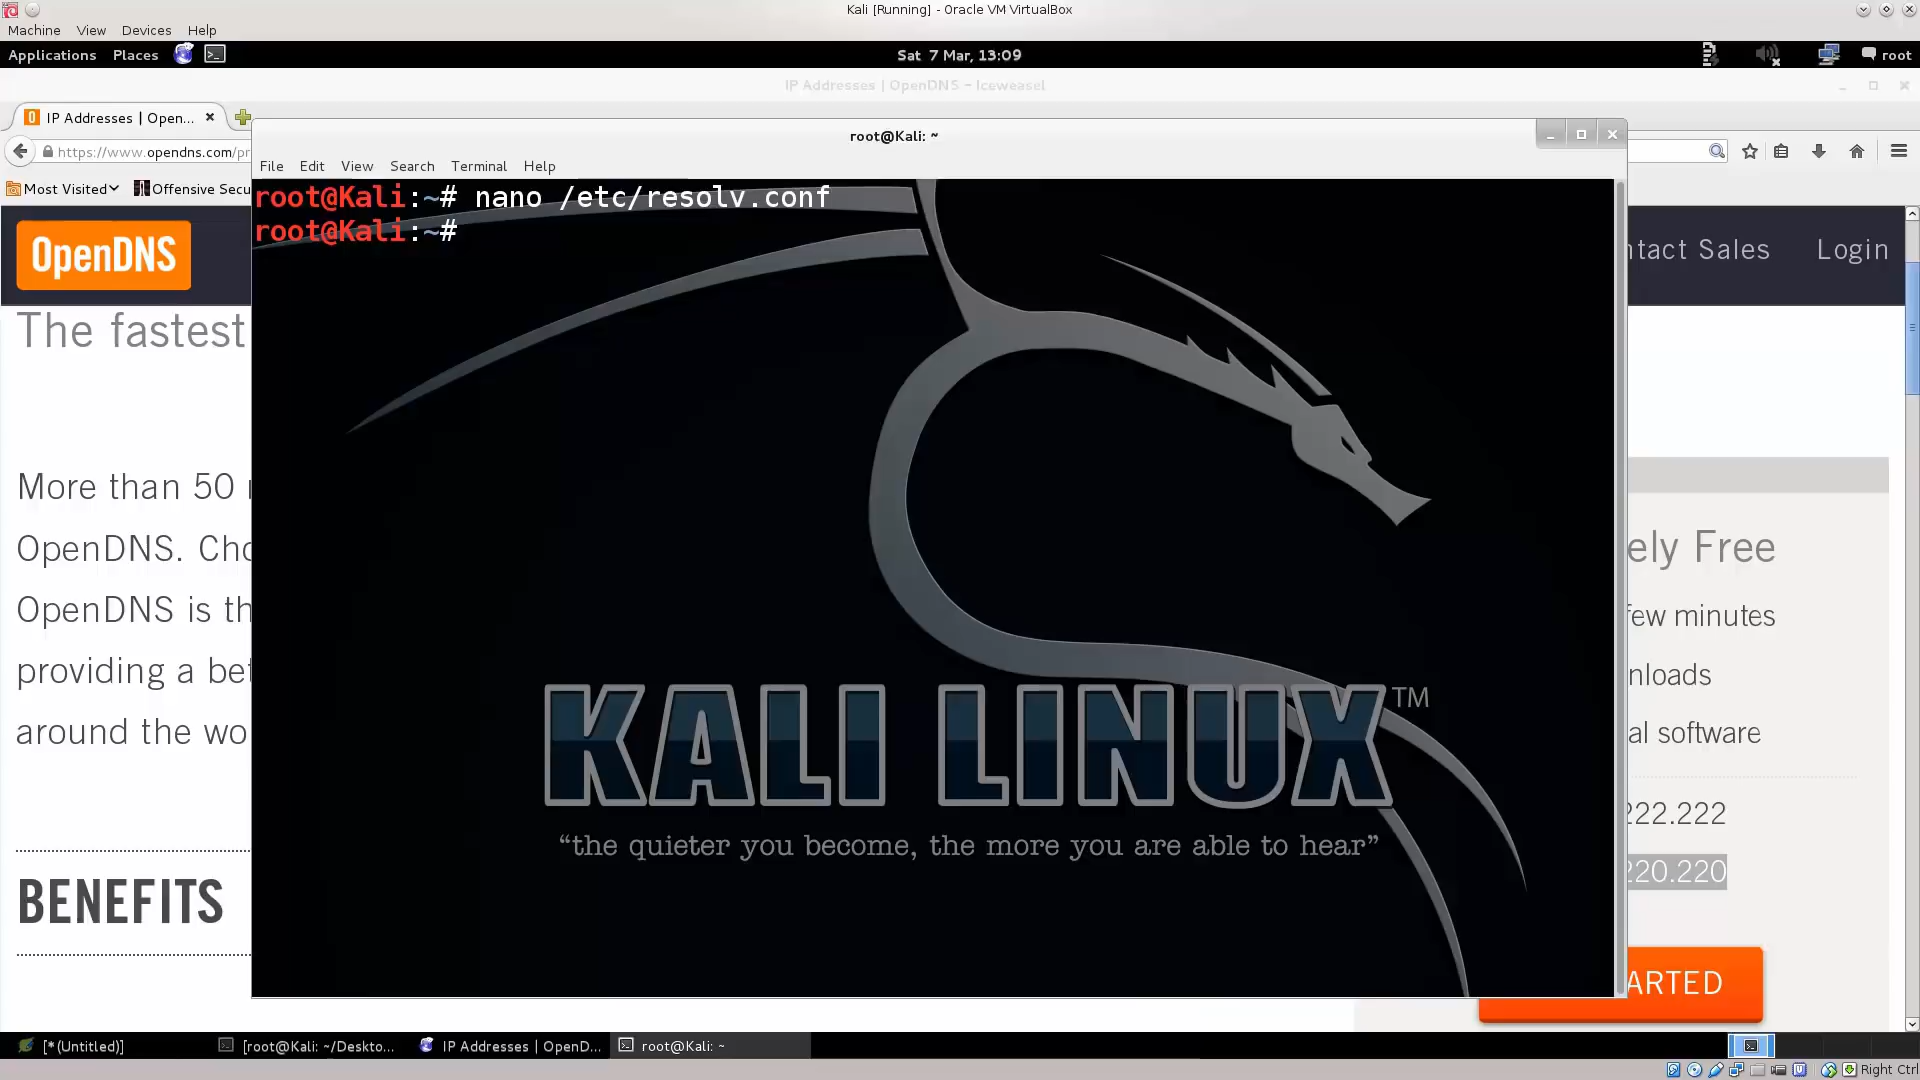 Kali [Running] - Oracle VM VirtualBox
Machine View Devices Help
Applications Places Sat 7 Mar, 13:09 root
IP Addresses | OpenDNS - Iceweasel
IP Addresses | Open...
root@Kali: ~
https://www.opendns.com/pr
File Edit View Search Terminal Help
Most Visited Offensive Secu
root@Kali:~# nano /etc/resolv.conf
root@Kali:~#
OpenDNS
ntact Sales Login
The fastest
More than 50
OpenDNS. Cho
OpenDNS is th
providing a bet
around the wo
BENEFITS
ely Free
few minutes
nloads
al software
222.222
220.220
ARTED
KALI LINUX TM
“the quieter you become, the more you are able to hear”
[*(Untitled)] [root@Kali: ~/Deskto... IP Addresses | OpenD... root@Kali: ~
Right Ctrl